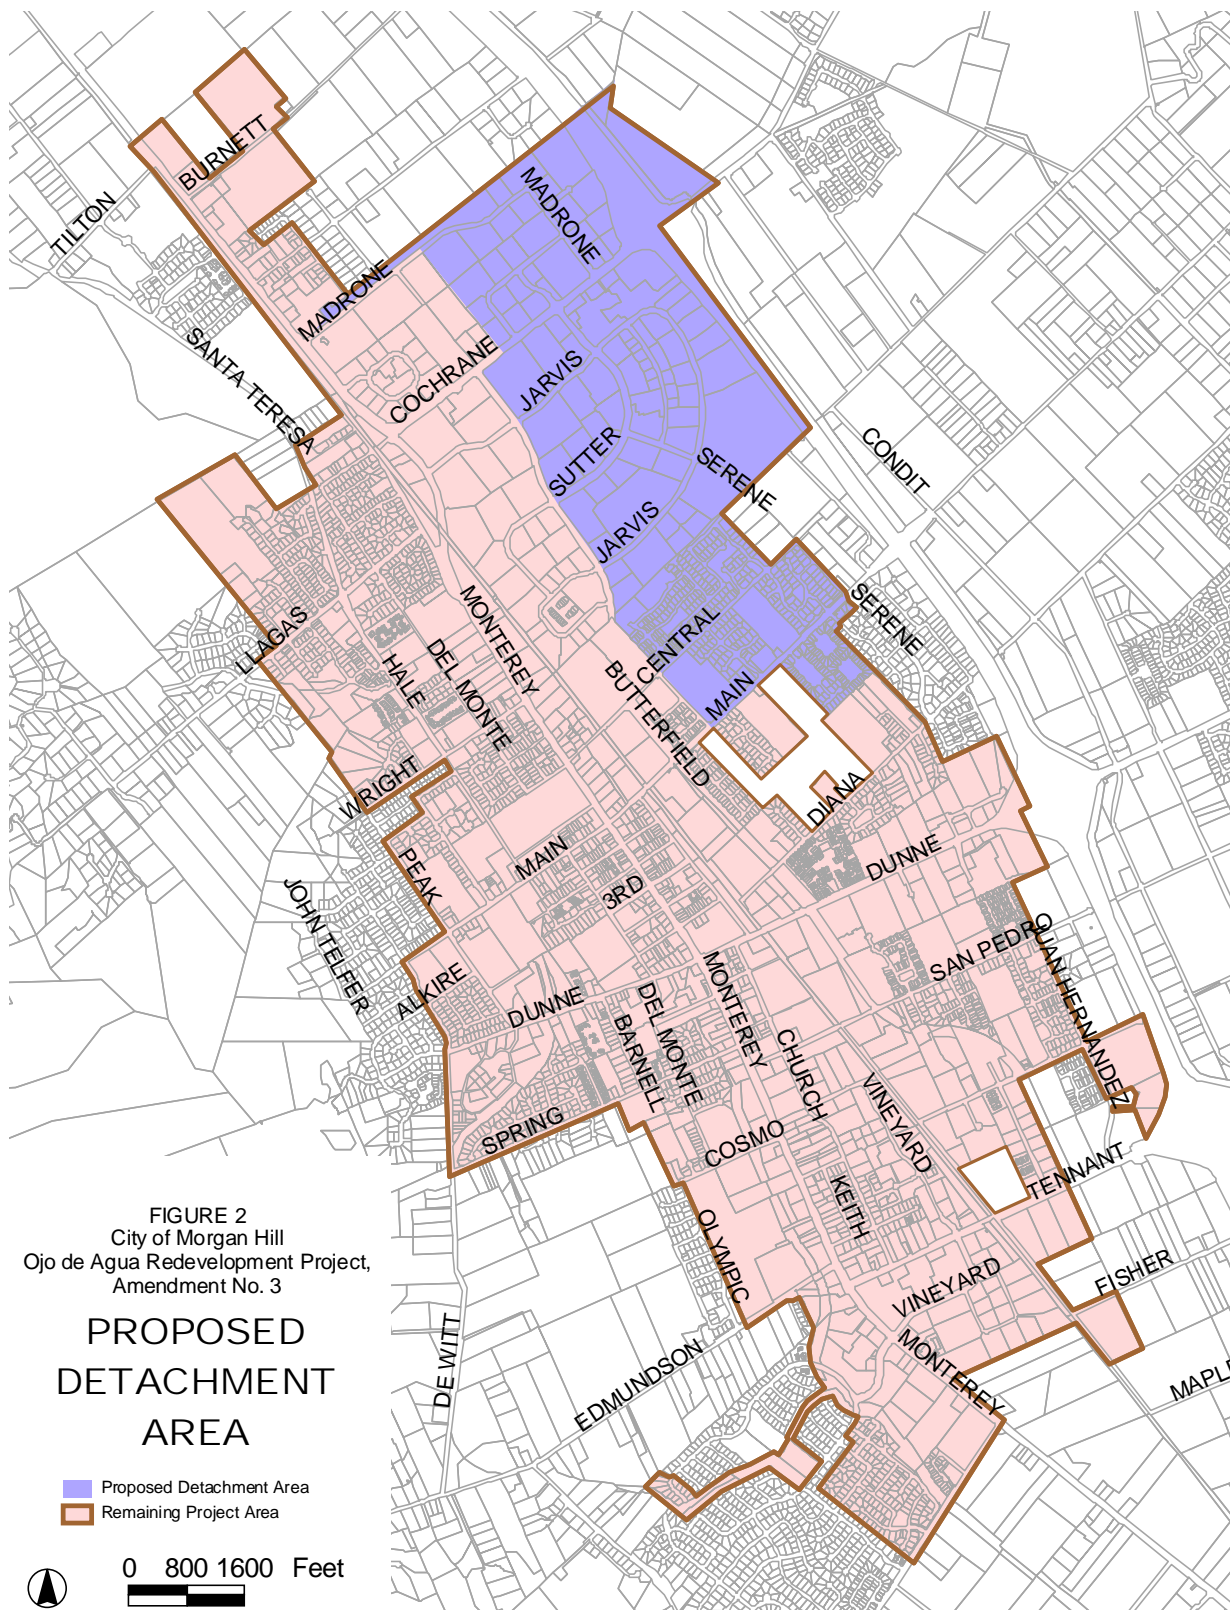 BURNETT
TILTON
MADRONE
MADRONE
SANTA TERESA
COCHRANE
JARVIS
SUTTER
SERENE
CONDIT
JARVIS
LLAGAS
HALE
DEL MONTE
MONTEREY
CENTRAL
SERENE
BUTTERFIELD
MAIN
WRIGHT
DIANA
PEAK
MAIN
3RD
DUNNE
JOHN TELFER
ALKIRE
DUNNE
SAN PEDRO
JUAN HERNANDEZ
MONTEREY
DEL MONTE
BARNELL
CHURCH
VINEYARD
SPRING
COSMO
KEITH
TENNANT
OLYMPIC
VINEYARD
FISHER
MONTEREY
MAPLE
DE WITT
EDMUNDSON
FIGURE 2
City of Morgan Hill
Ojo de Agua Redevelopment Project,
Amendment No. 3
PROPOSED
DETACHMENT
AREA
Proposed Detachment Area
Remaining Project Area
0 800 1600 Feet